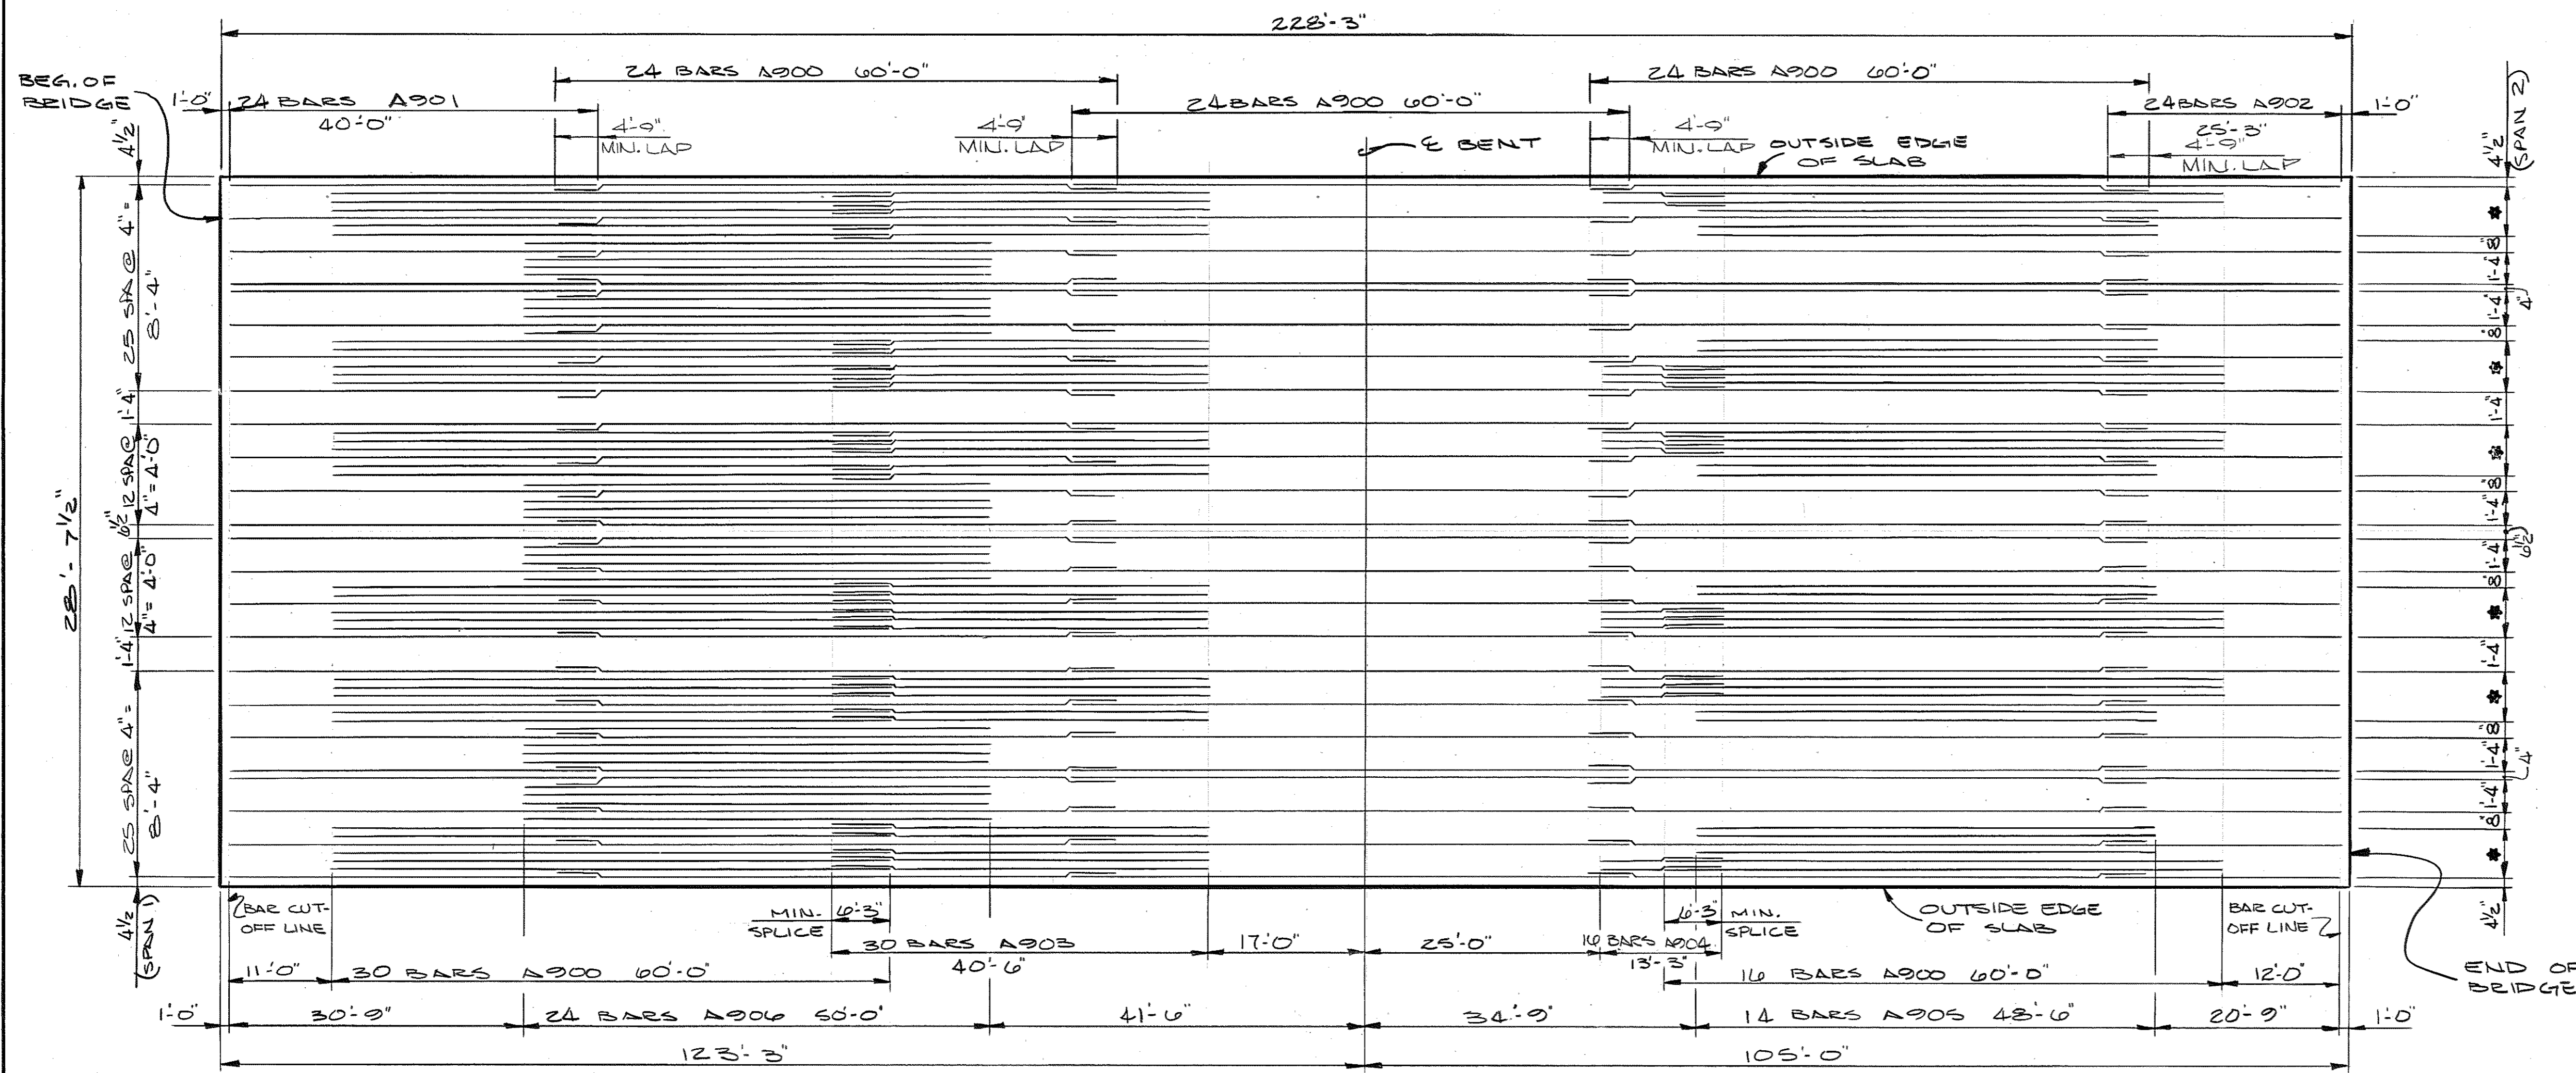 228'-3"
BEG. OF
BRIDGE
24 BARS A900 60'-0"
24 BARS A900 60'-0"
1'-0"
24 BARS A901
40'-0"
24 BARS A900 60'-0"
24 BARS A902
25'-3"
1'-0"
4'-9"
MIN. LAP
4'-9"
MIN. LAP
℄ BENT
4'-9"
MIN. LAP
OUTSIDE EDGE
OF SLAB
4'-9"
MIN. LAP
4½"
4½"
(SPAN 2)
28'-7½"
25 SPA @ 4" =
8'-4"
1'-4"
12 SPA @
4" = 4'-0"
6½"
12 SPA @
4" = 4'-0"
1'-4"
25 SPA @ 4" =
8'-4"
4½"
(SPAN 1)
*
8"
1'-4"
4"
1'-4"
8"
*
1'-4"
*
8"
1'-4"
6½"
1'-4"
8"
*
1'-4"
*
8"
1'-4"
4"
1'-4"
8"
*
4½"
BAR CUT-
OFF LINE
MIN.
SPLICE
6'-3"
6'-3"
MIN.
SPLICE
OUTSIDE EDGE
OF SLAB
BAR CUT-
OFF LINE
30 BARS A903
40'-6"
17'-0"
25'-0"
16 BARS A904
13'-3"
11'-0"
30 BARS A900 60'-0"
16 BARS A900 60'-0"
12'-0"
END OF
BRIDGE
1'-0"
30'-9"
24 BARS A906 50'-0"
41'-6"
34'-9"
14 BARS A905 48'-6"
20'-9"
1'-0"
123'-3"
105'-0"